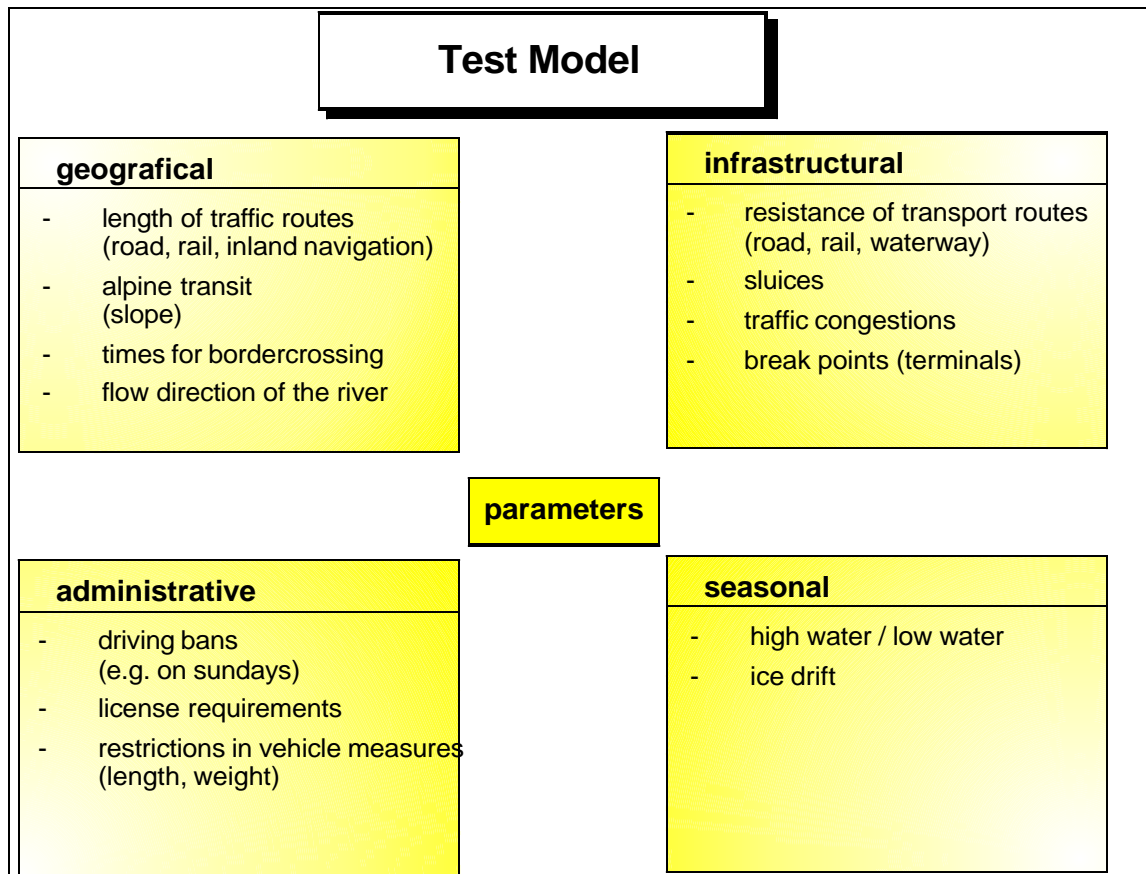 Test Model
geografical
- length of traffic routes
(road, rail, inland navigation)
- alpine transit
(slope)
- times for bordercrossing
- flow direction of the river
infrastructural
- resistance of transport routes
(road, rail, waterway)
- sluices
- traffic congestions
- break points (terminals)
parameters
administrative
- driving bans
(e.g. on sundays)
- license requirements
- restrictions in vehicle measures
(length, weight)
seasonal
- high water / low water
- ice drift